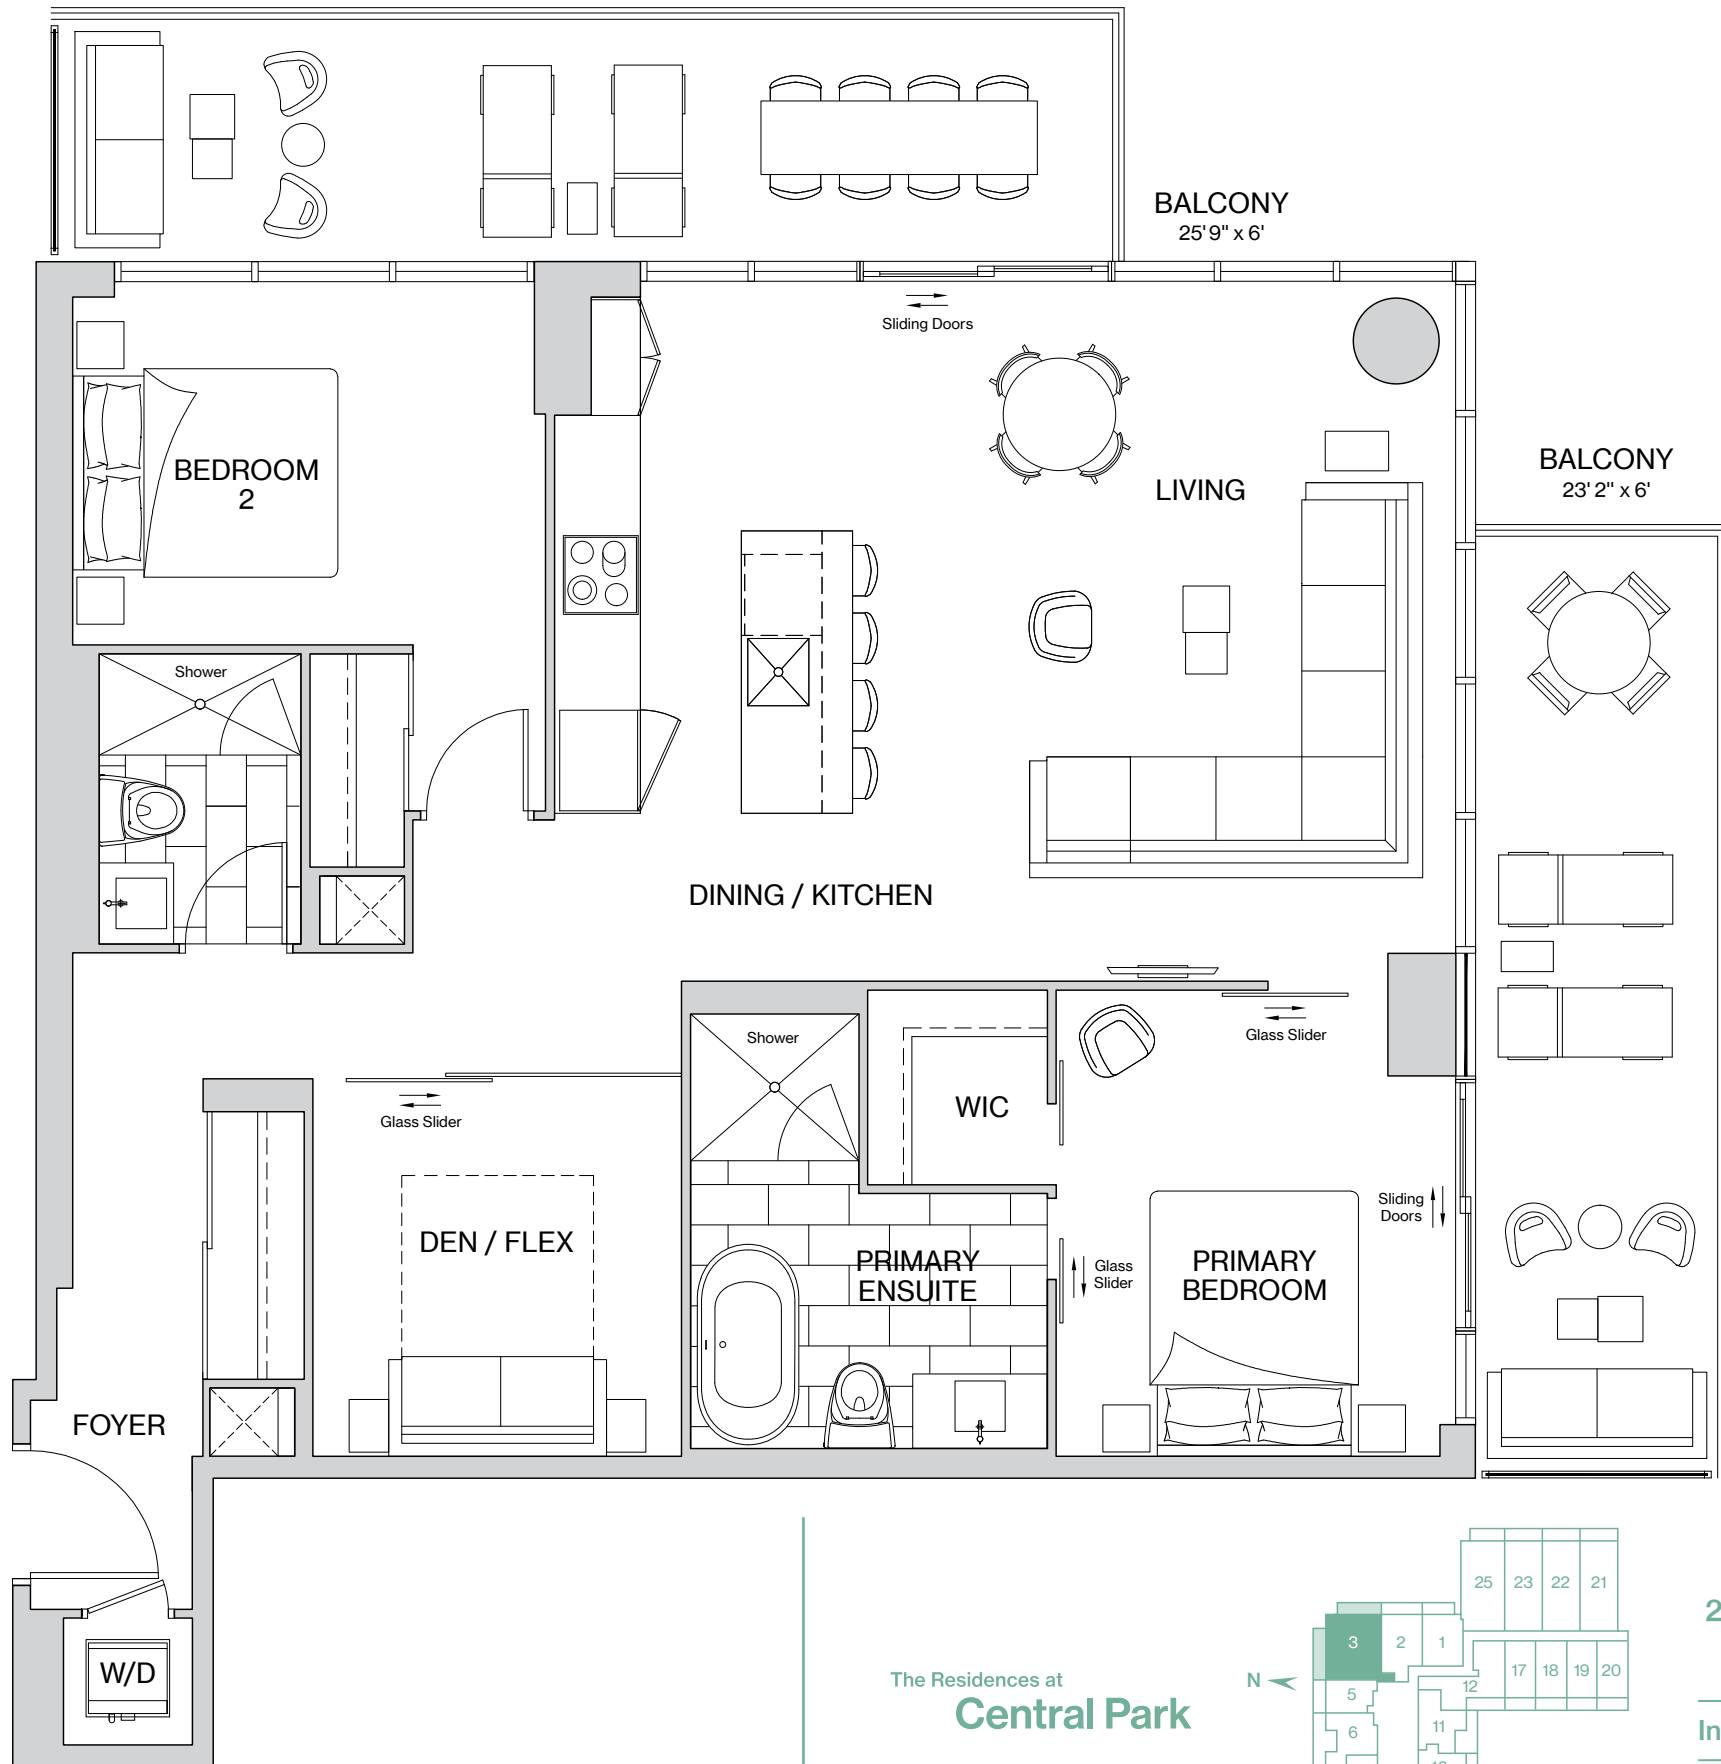 BALCONY
25' 9" x 6'
Sliding Doors
BALCONY
23' 2" x 6'
BEDROOM
2
LIVING
Shower
DINING / KITCHEN
Shower
Glass Slider
WIC
Glass Slider
Sliding
Doors
DEN / FLEX
PRIMARY
ENSUITE
Glass
Slider
PRIMARY
BEDROOM
FOYER
W/D
The Residences at
Central Park
N
25 23 22 21
3 2 1
17 18 19 20
5 12
6 11
2
In